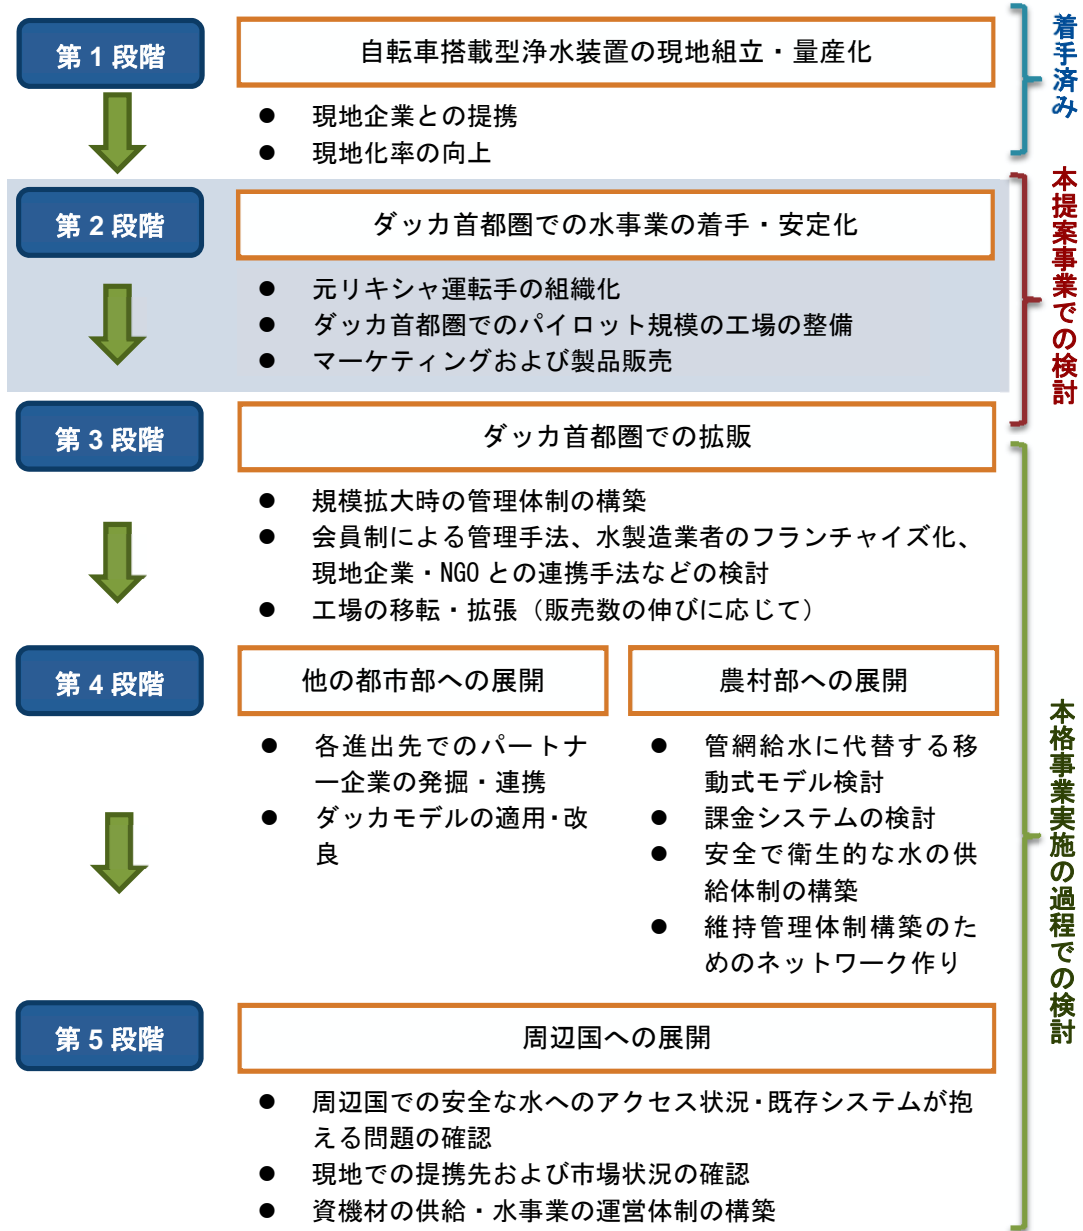 第1段階
自転車搭載型浄水装置の現地組立・量産化
● 現地企業との提携
● 現地化率の向上
着手済み
第2段階
ダッカ首都圏での水事業の着手・安定化
● 元リキシャ運転手の組織化
● ダッカ首都圏でのパイロット規模の工場の整備
● マーケティングおよび製品販売
本提案事業での検討
第3段階
ダッカ首都圏での拡販
● 規模拡大時の管理体制の構築
● 会員制による管理手法、水製造業者のフランチャイズ化、
現地企業・NGOとの連携手法などの検討
● 工場の移転・拡張（販売数の伸びに応じて）
第4段階
他の都市部への展開
● 各進出先でのパートナ
ー企業の発掘・連携
● ダッカモデルの適用・改
良
農村部への展開
● 管網給水に代替する移
動式モデル検討
● 課金システムの検討
● 安全で衛生的な水の供
給体制の構築
● 維持管理体制構築のた
めのネットワーク作り
第5段階
周辺国への展開
● 周辺国での安全な水へのアクセス状況・既存システムが抱
える問題の確認
● 現地での提携先および市場状況の確認
● 資機材の供給・水事業の運営体制の構築
本格事業実施の過程での検討